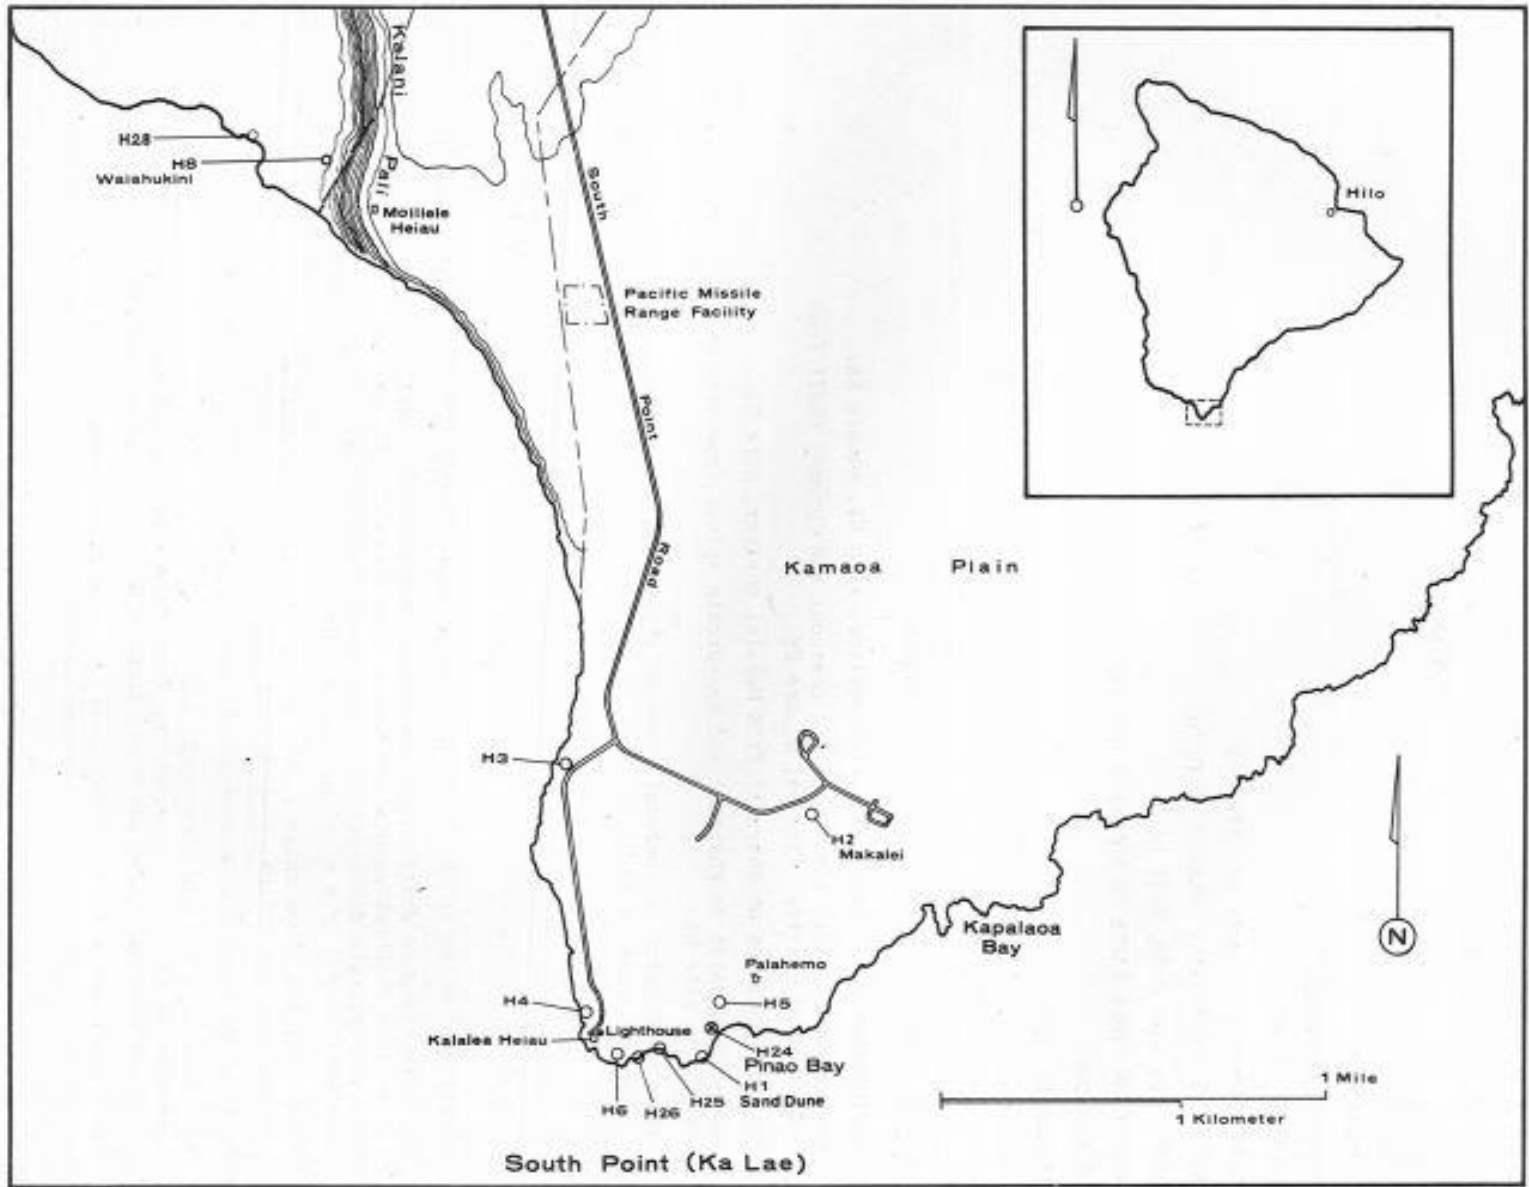 Kalani
Pali
H28
H8
Waiahukini
Moiliele
Heiau
South
Point
Road
Pacific Missile
Range Facility
Hilo
Kamaoa Plain
H3
H2
Makalei
Kapalaoa
Bay
N
Palahemo
H5
H4
Lighthouse
Kalalea Heiau
H24
Pinao Bay
H1
Sand Dune
H6
H26
H25
1 Mile
1 Kilometer
South Point (Ka Lae)